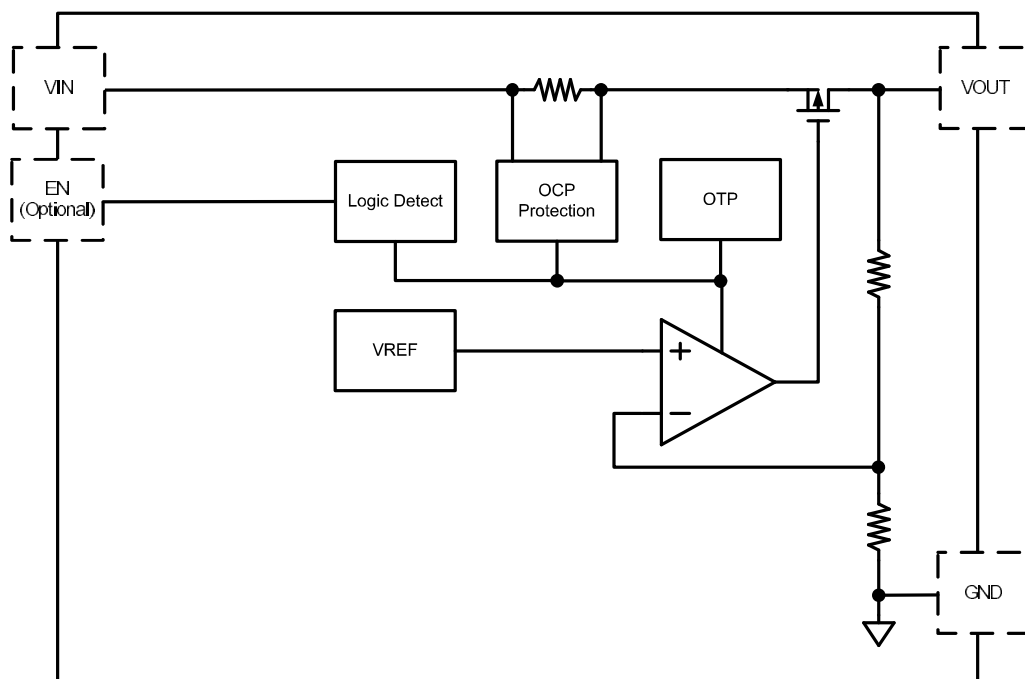 VIN
VOUT
EN
(Optional)
Logic Detect
OCP
Protection
OTP
VREF
+
−
GND